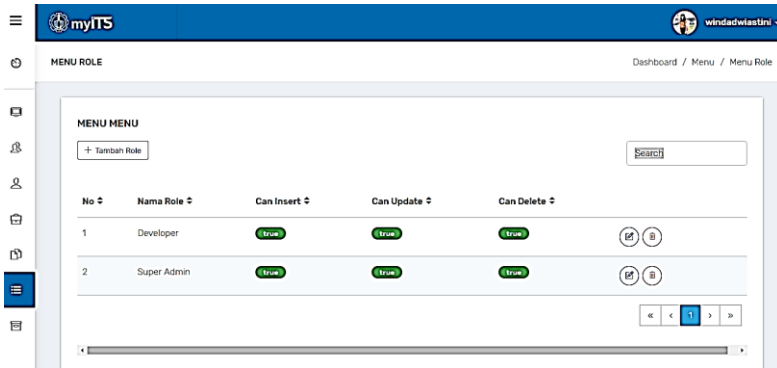 myITS
windadwiastini
MENU ROLE
Dashboard / Menu / Menu Role
MENU MENU
+ Tambah Role
Search
No Nama Role Can Insert Can Update Can Delete
1 Developer true true true
2 Super Admin true true true
« ‹ 1 › »